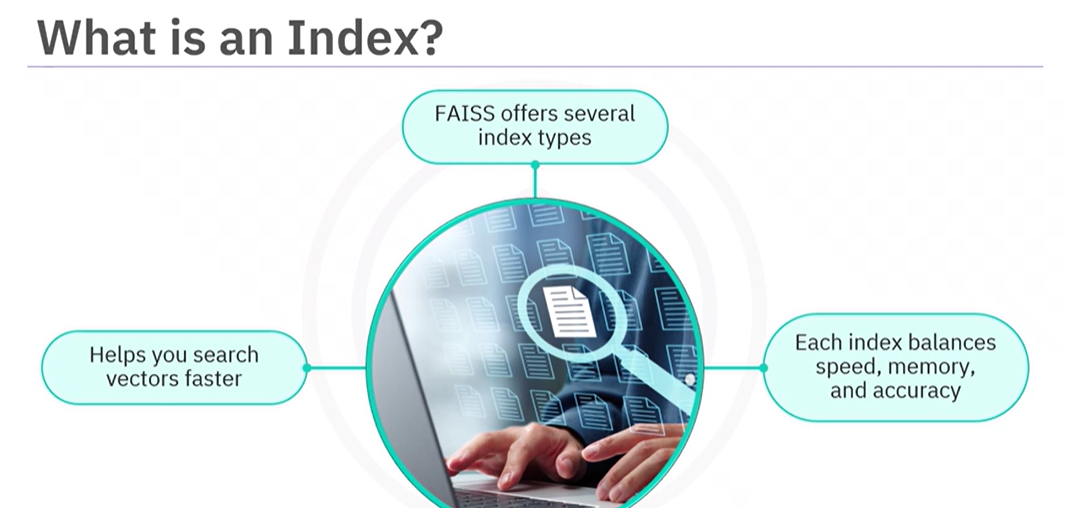 What is an Index?
FAISS offers several
index types
Helps you search
vectors faster
Each index balances
speed, memory,
and accuracy